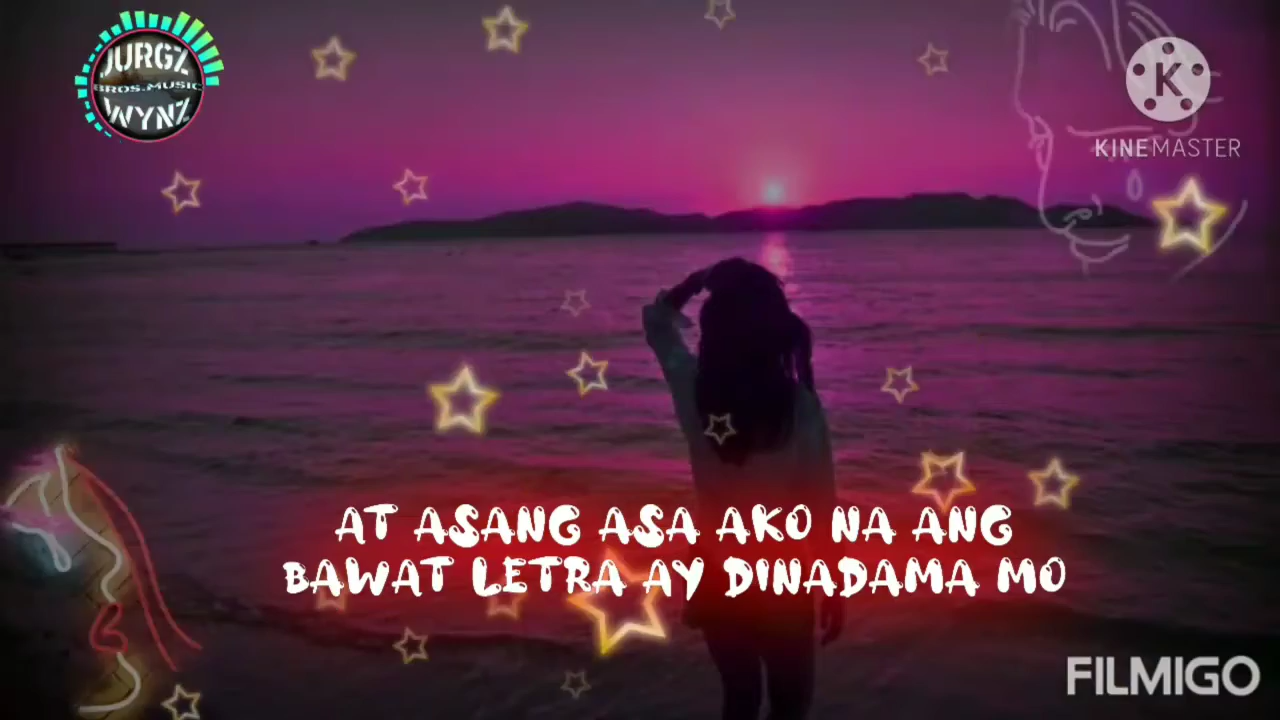 JURGZ
BROS.MUSIC
WYNZ
K
KINEMASTER
AT ASANG ASA AKO NA ANG
BAWAT LETRA AY DINADAMA MO
FILMIGO